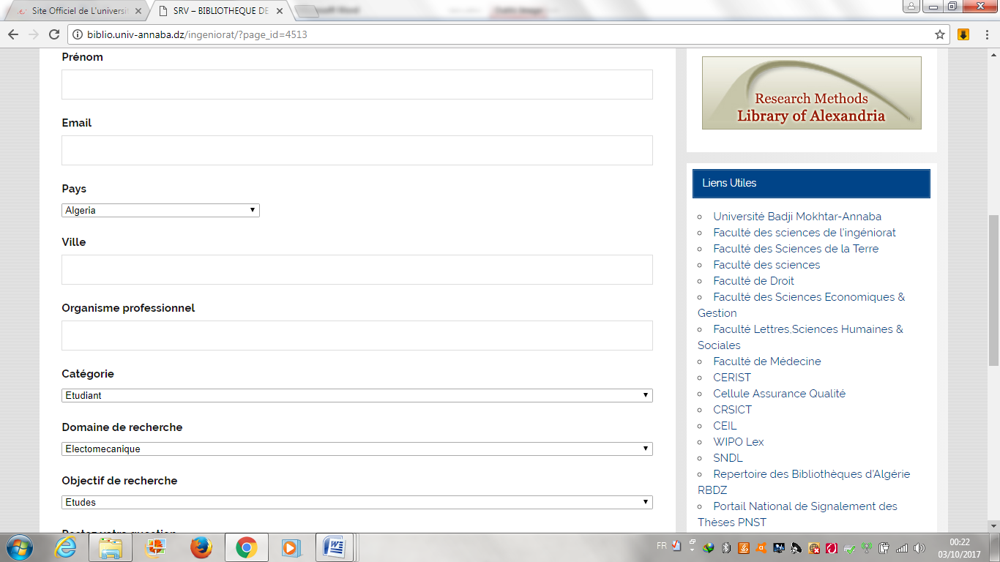 Site Officiel de L'universit
SRV – BIBLIOTHEQUE DE
biblio.univ-annaba.dz/ingeniorat/?page_id=4513
Prénom
Email
Pays
Algeria
Ville
Organisme professionnel
Catégorie
Etudiant
Domaine de recherche
Electomecanique
Objectif de recherche
Etudes
Postez votre question
Research Methods
Library of Alexandria
Liens Utiles
Université Badji Mokhtar-Annaba
Faculté des sciences de l'ingéniorat
Faculté des Sciences de la Terre
Faculté des sciences
Faculté de Droit
Faculté des Sciences Economiques &
Gestion
Faculté Lettres,Sciences Humaines &
Sociales
Faculté de Médecine
CERIST
Cellule Assurance Qualité
CRSICT
CEIL
WIPO Lex
SNDL
Repertoire des Bibliothèques d'Algérie
RBDZ
Portail National de Signalement des
Thèses PNST
FR
00:22
03/10/2017